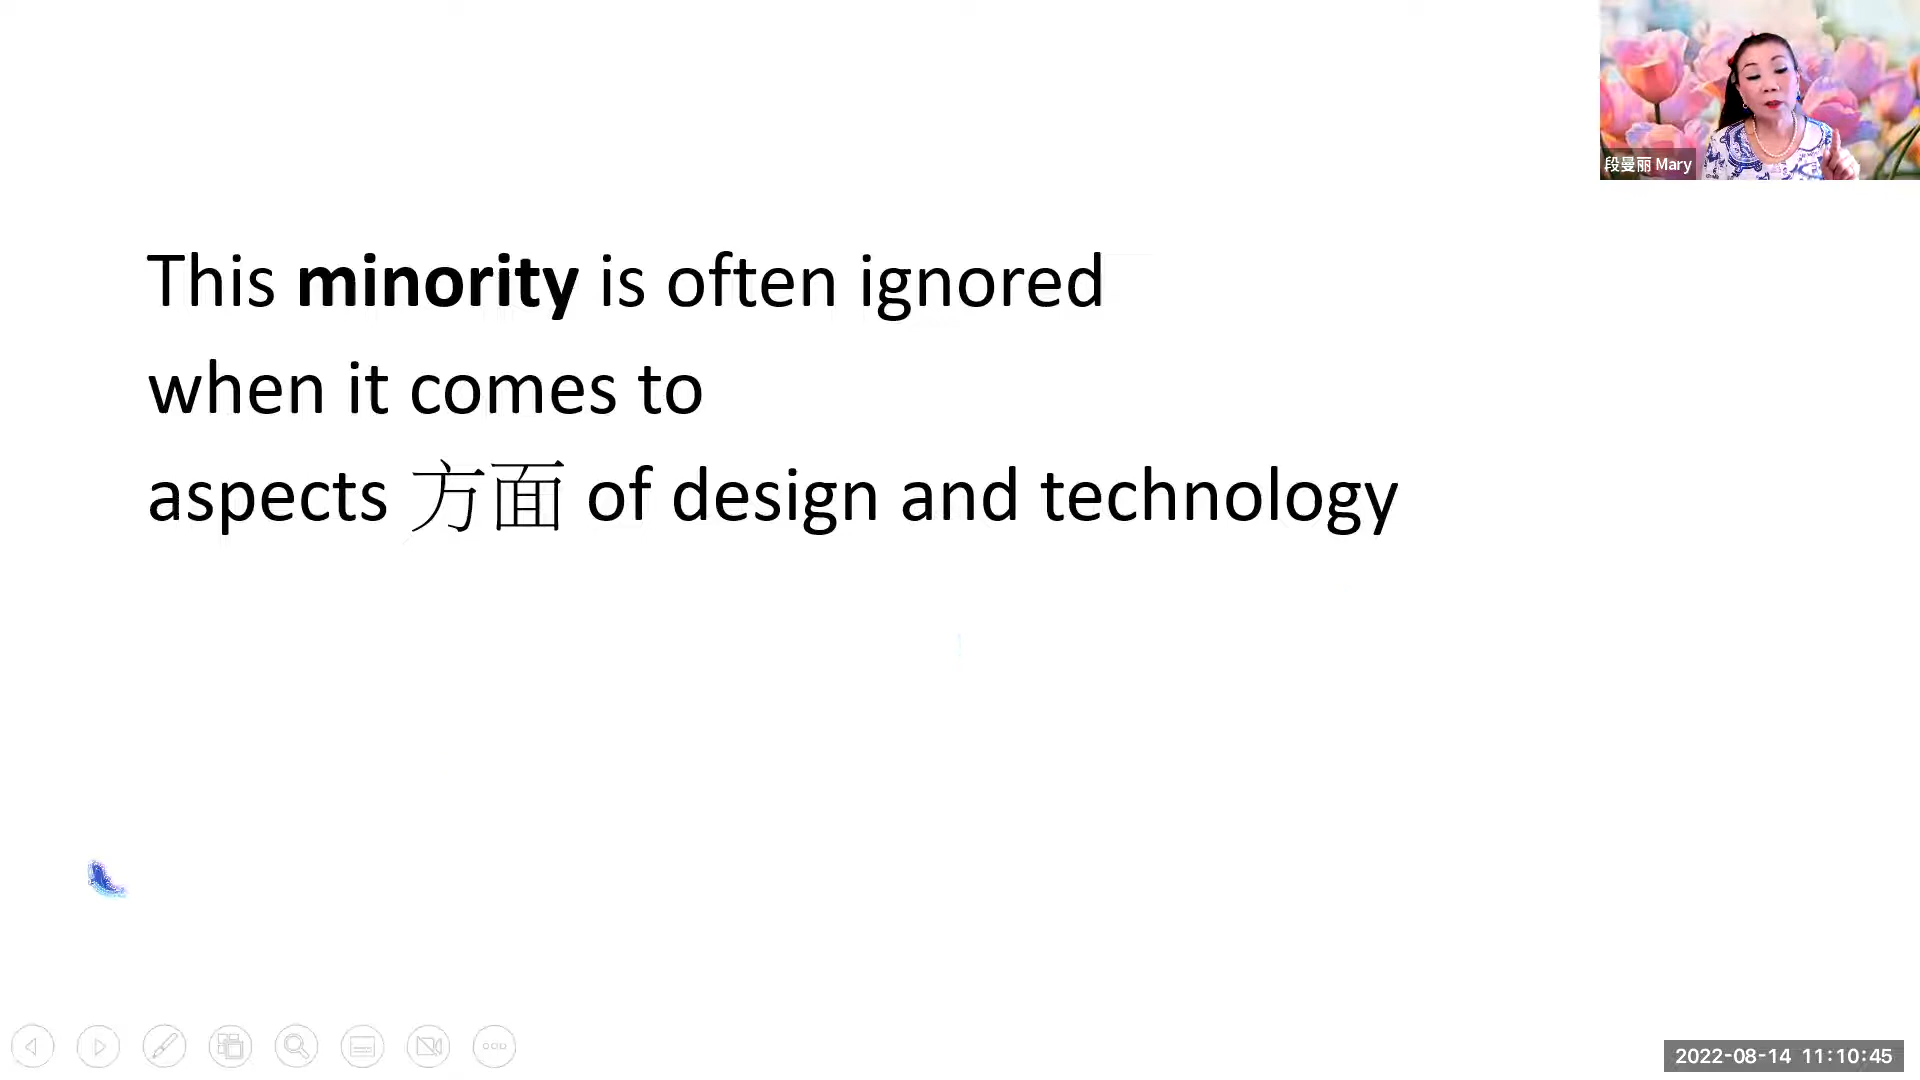 段曼丽 Mary
This minority is often ignored
when it comes to
aspects 方面 of design and technology
2022-08-14 11:10:45